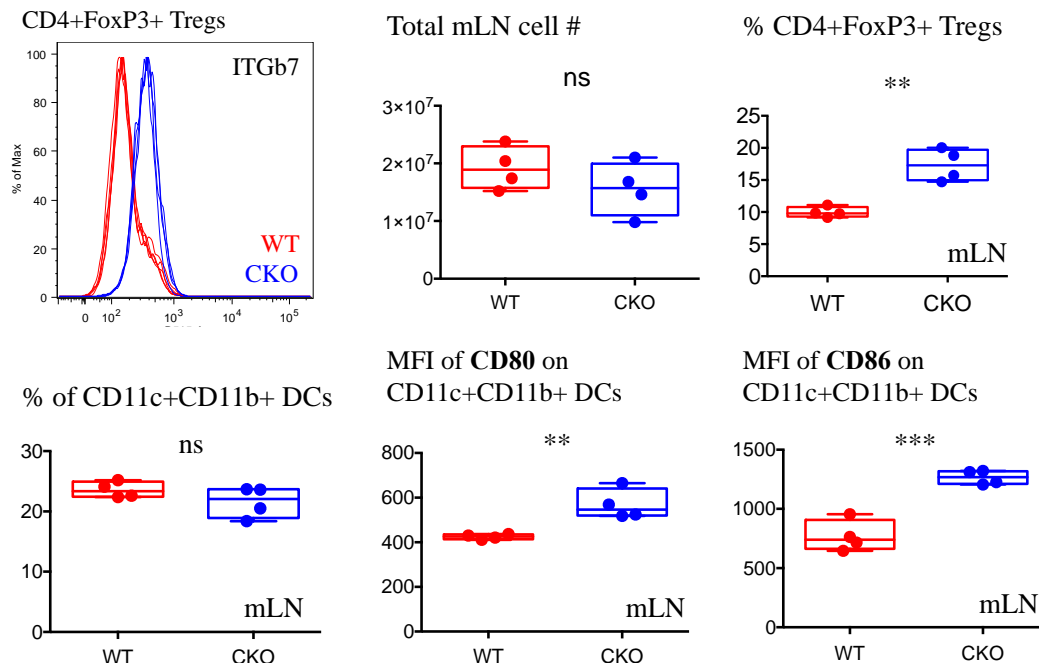 CD4+FoxP3+ Tregs
ITGb7
% of Max
100
80
60
40
20
0
WT
CKO
0 10² 10³ 10⁴ 10⁵
Total mLN cell #
ns
3×10⁷
2×10⁷
1×10⁷
0
WT CKO
% CD4+FoxP3+ Tregs
**
25
20
15
10
5
0
mLN
WT CKO
% of CD11c+CD11b+ DCs
ns
30
20
10
0
mLN
WT CKO
MFI of CD80 on
CD11c+CD11b+ DCs
**
800
600
400
200
0
mLN
WT CKO
MFI of CD86 on
CD11c+CD11b+ DCs
***
1500
1000
500
0
mLN
WT CKO